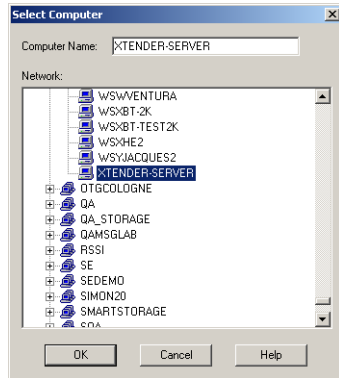 Select Computer
Computer Name: XTENDER-SERVER
Network:
WSWVENTURA
WSXBT-2K
WSXBT-TEST2K
WSXHE2
WSYJACQUES2
XTENDER-SERVER
OTGCOLOGNE
QA
QA_STORAGE
QAMSGLAB
RSSI
SE
SEDEMO
SIMON20
SMARTSTORAGE
OK Cancel Help